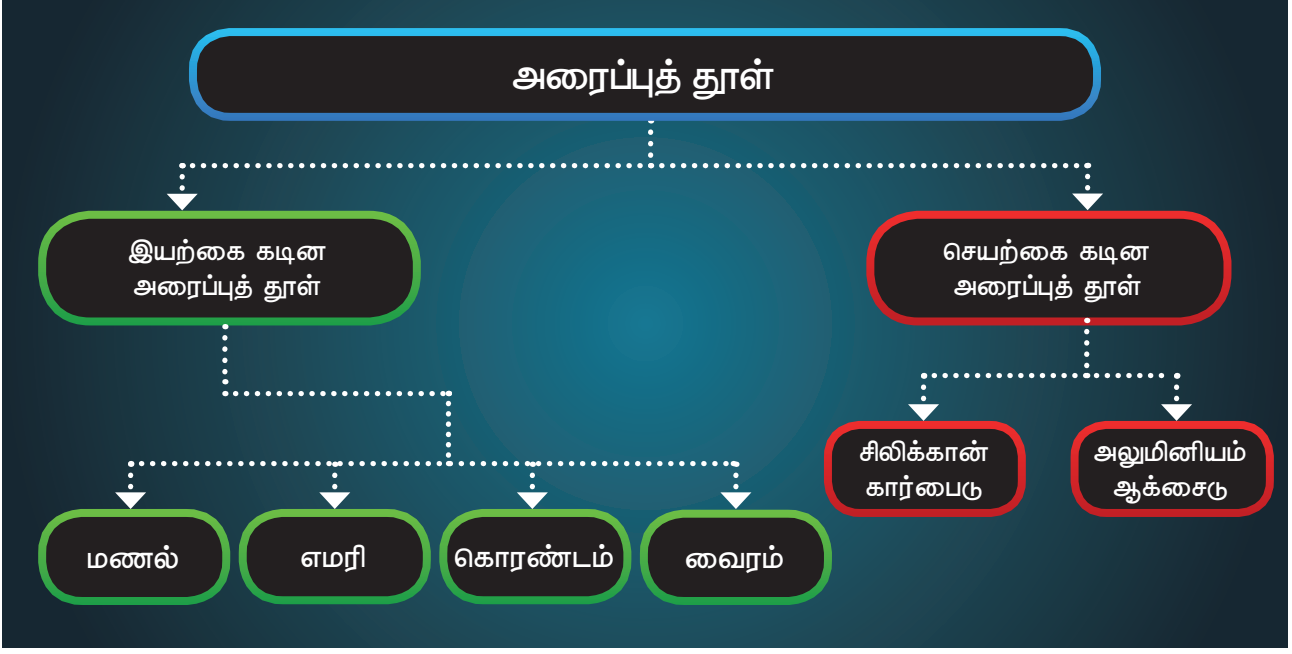 அரைப்புத் தூள்
இயற்கை கடின
அரைப்புத் தூள்
செயற்கை கடின
அரைப்புத் தூள்
சிலிக்கான்
கார்பைடு
அலுமினியம்
ஆக்சைடு
மணல்
எமரி
கொரண்டம்
வைரம்